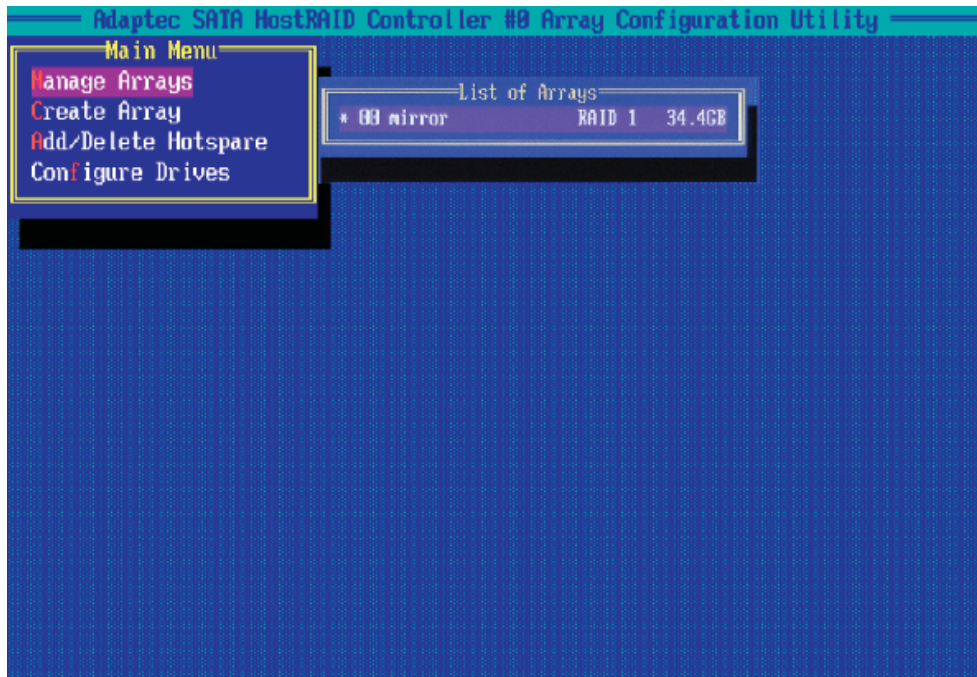 Adaptec SATA HostRAID Controller #0 Array Configuration Utility
Main Menu
Manage Arrays
Create Array
Add/Delete Hotspare
Configure Drives
List of Arrays
* 00 mirror RAID 1 34.4GB